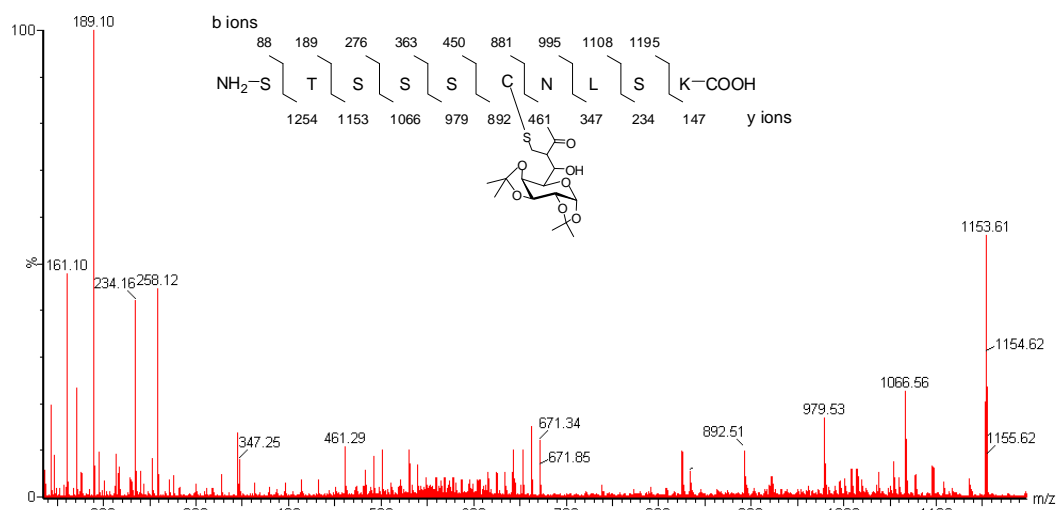 b ions
88 189 276 363 450 881 995 1108 1195
NH2-S T S S S C N L S K-COOH
1254 1153 1066 979 892 461 347 234 147 y ions
S
O
OH
O
O
O
O
O
100
%
0
189.10
161.10
234.16
258.12
347.25
461.29
671.34
671.85
892.51
979.53
1066.56
1153.61
1154.62
1155.62
m/z